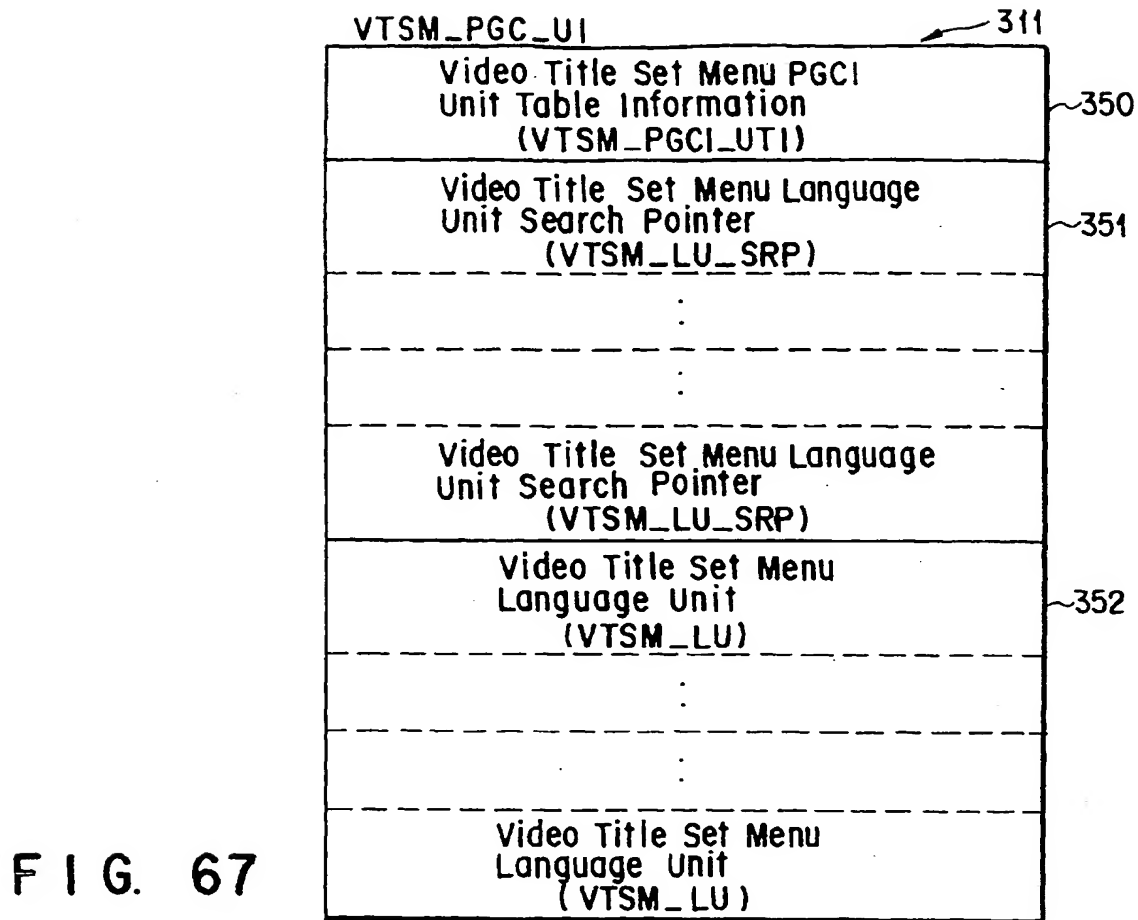 VTSM_PGC_UI
311
Video Title Set Menu PGCI
Unit Table Information
(VTSM_PGCI_UTI)
~350
Video Title Set Menu Language
Unit Search Pointer
(VTSM_LU_SRP)
~351
Video Title Set Menu Language
Unit Search Pointer
(VTSM_LU_SRP)
Video Title Set Menu
Language Unit
(VTSM_LU)
~352
Video Title Set Menu
Language Unit
(VTSM_LU)
FIG. 67